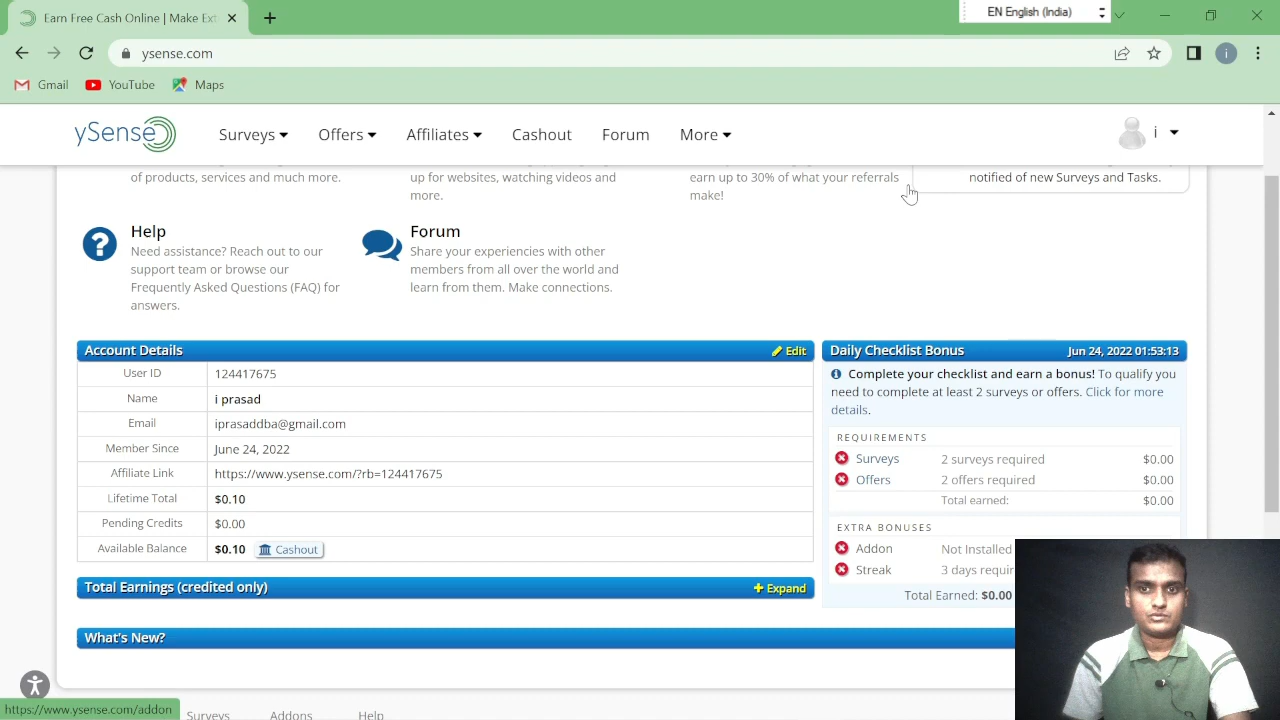 Earn Free Cash Online | Make Ext
EN English (India)
ysense.com
Gmail
YouTube
Maps
ySense
Surveys
Offers
Affiliates
Cashout
Forum
More
i
of products, services and much more.
up for websites, watching videos and
more.
earn up to 30% of what your referrals
make!
notified of new Surveys and Tasks.
Help
Need assistance? Reach out to our
support team or browse our
Frequently Asked Questions (FAQ) for
answers.
Forum
Share your experiences with other
members from all over the world and
learn from them. Make connections.
Account Details
Edit
User ID 124417675
Name i prasad
Email iprasaddba@gmail.com
Member Since June 24, 2022
Affiliate Link https://www.ysense.com/?rb=124417675
Lifetime Total $0.10
Pending Credits $0.00
Available Balance $0.10 Cashout
Total Earnings (credited only) Expand
What's New?
Daily Checklist Bonus Jun 24, 2022 01:53:13
Complete your checklist and earn a bonus! To qualify you
need to complete at least 2 surveys or offers. Click for more
details.
REQUIREMENTS
Surveys 2 surveys required $0.00
Offers 2 offers required $0.00
Total earned: $0.00
EXTRA BONUSES
Addon Not Installed
Streak 3 days requir
Total Earned: $0.00
https://www.ysense.com/addon
Surveys
Addons
Help